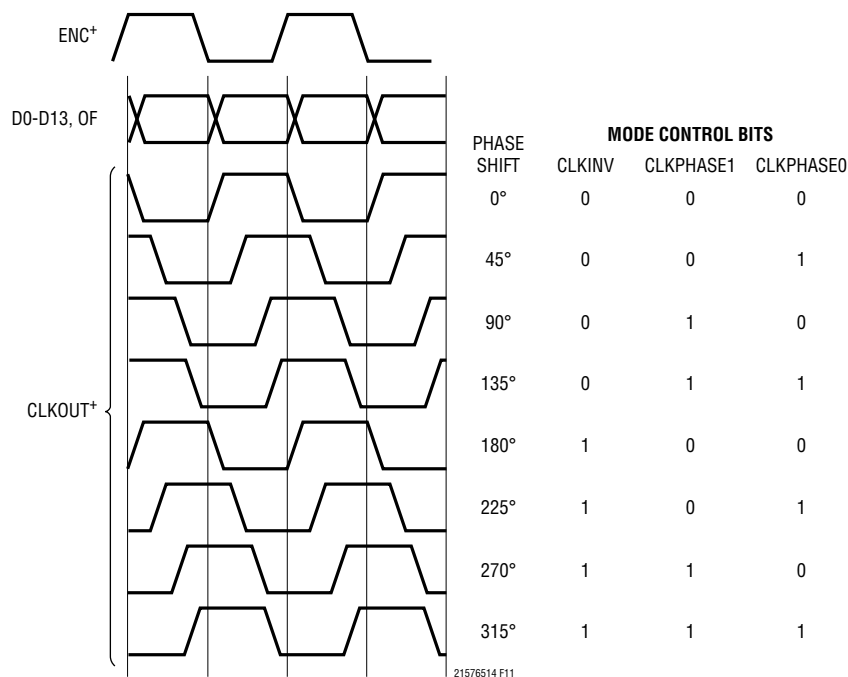 ENC+
D0-D13, OF
CLKOUT+
MODE CONTROL BITS
PHASE SHIFT CLKINV CLKPHASE1 CLKPHASE0
0° 0 0 0
45° 0 0 1
90° 0 1 0
135° 0 1 1
180° 1 0 0
225° 1 0 1
270° 1 1 0
315° 1 1 1
21576514 F11